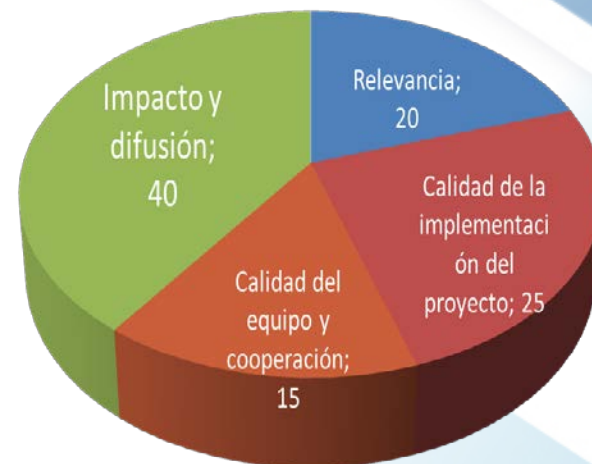 Relevancia;
20
Calidad de la
implementaci
ón del
proyecto; 25
Calidad del
equipo y
cooperación;
15
Impacto y
difusión;
40